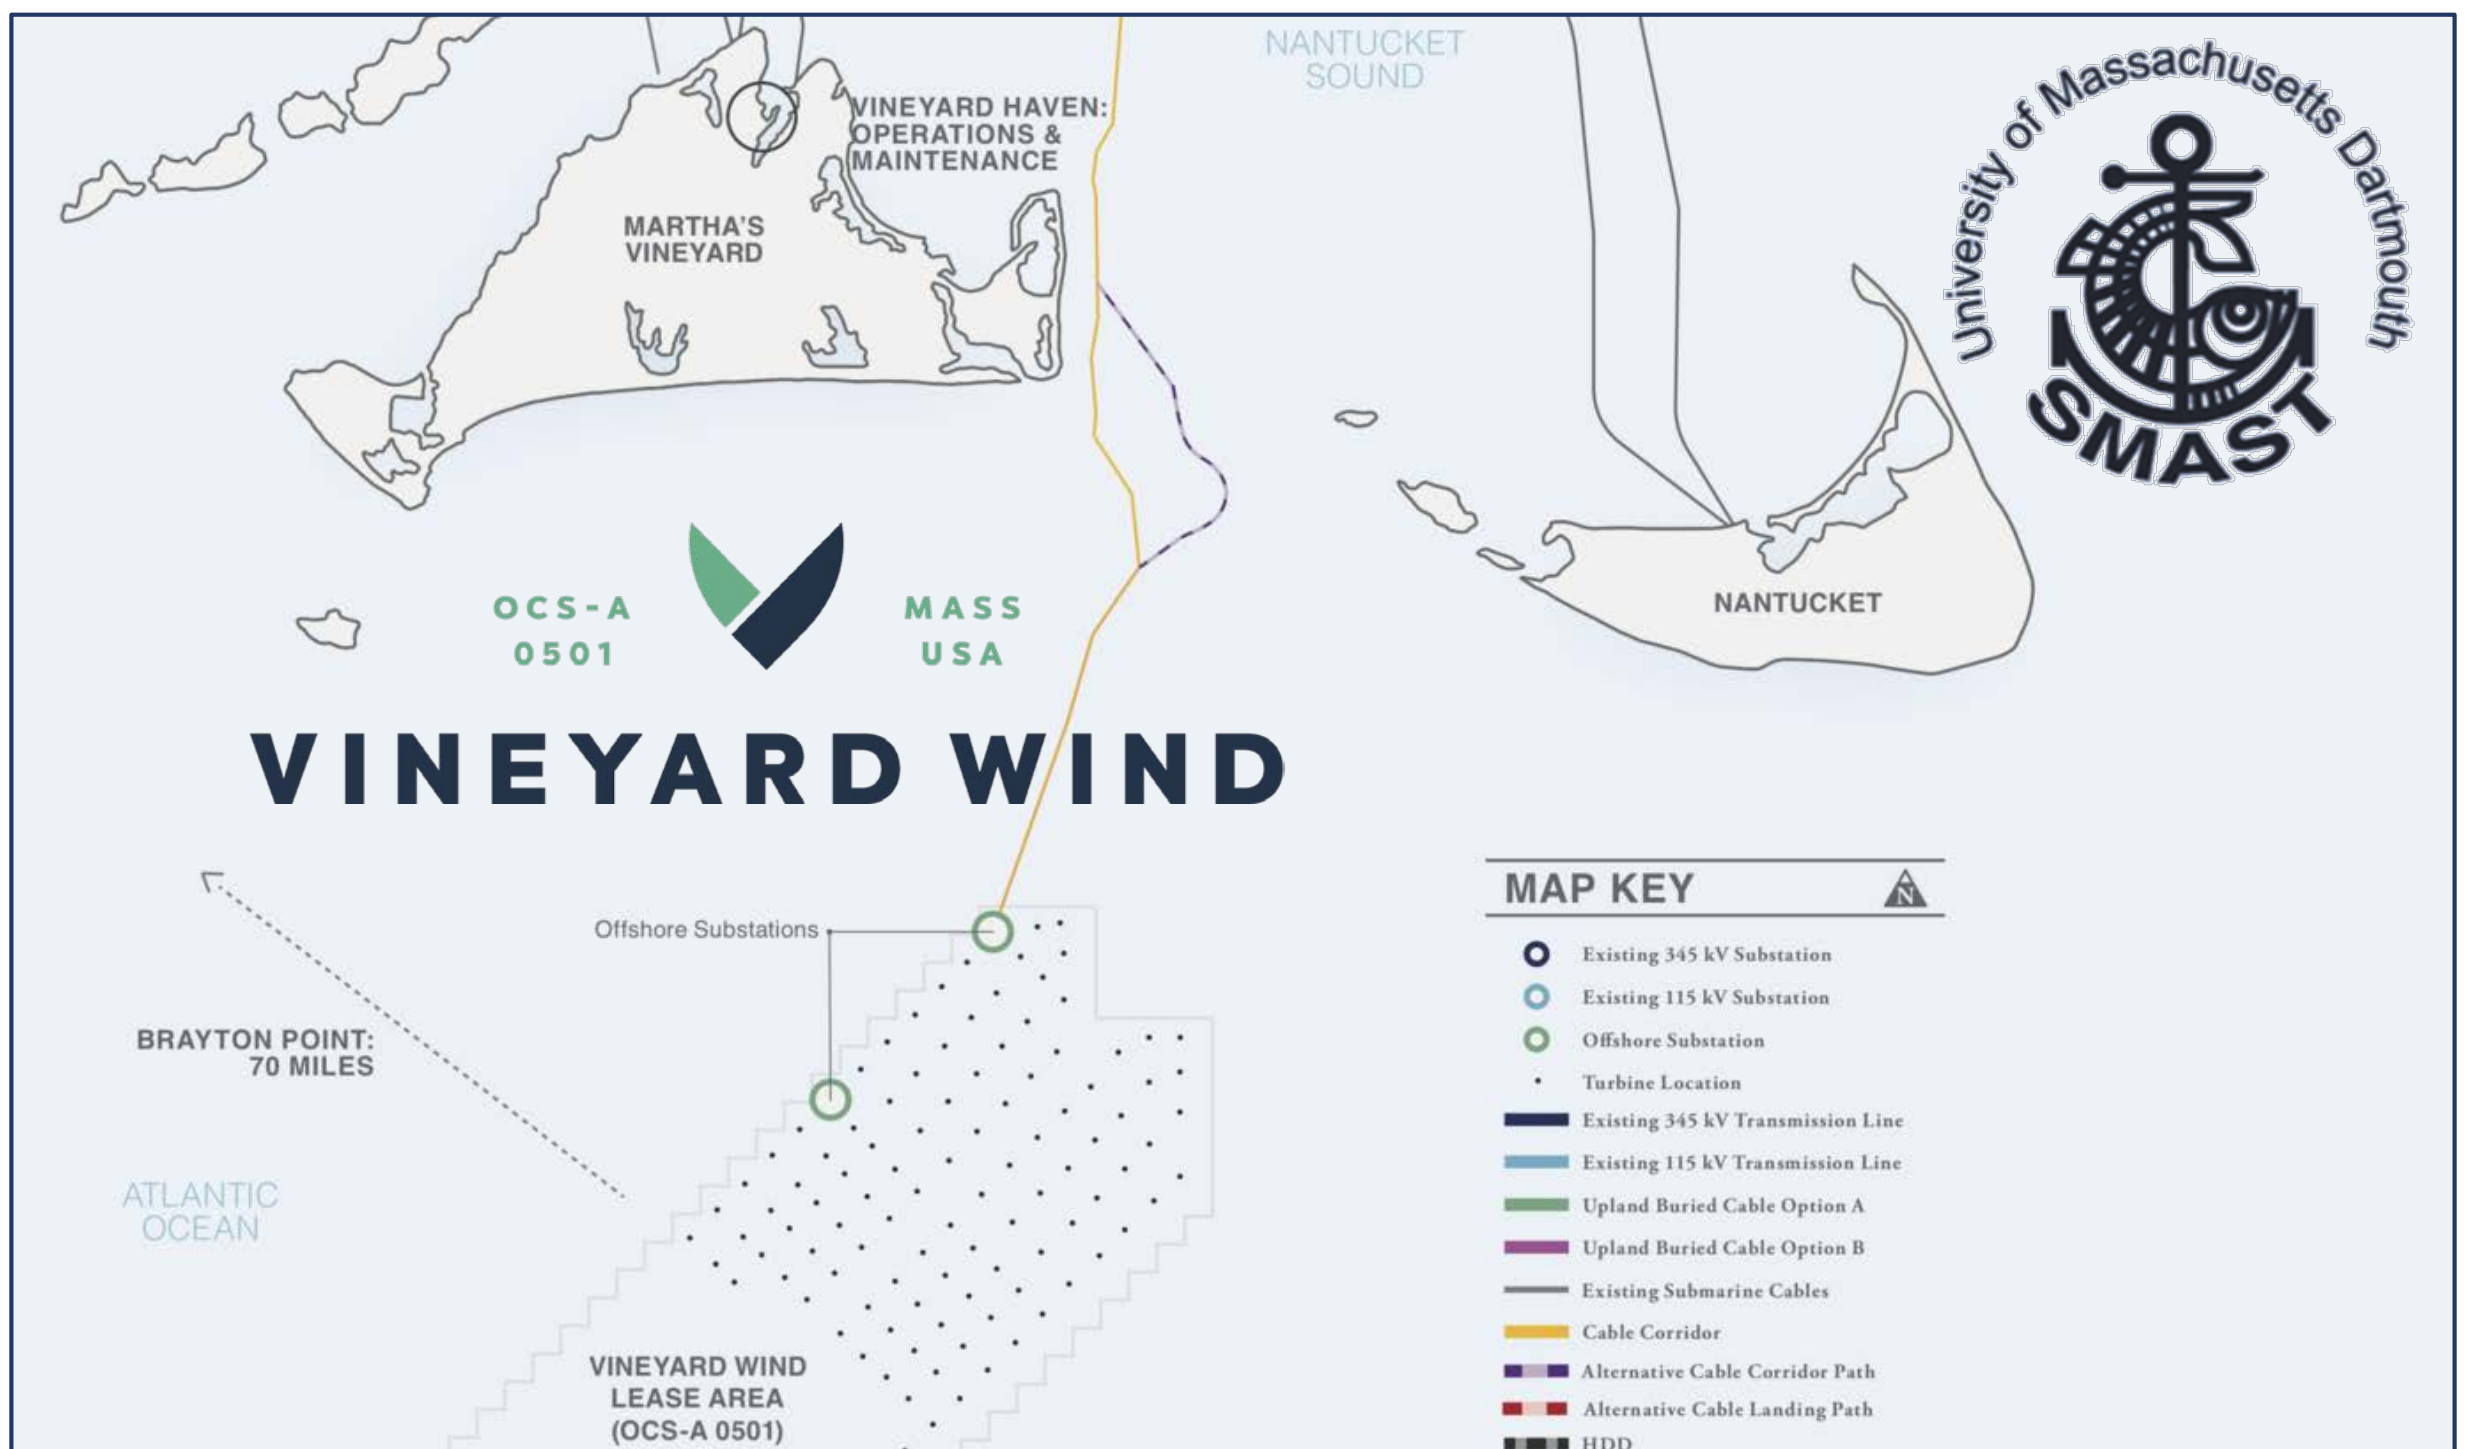 NANTUCKET
SOUND
University of Massachusetts Dartmouth
SMAST
VINEYARD HAVEN:
OPERATIONS &
MAINTENANCE
MARTHA'S
VINEYARD
NANTUCKET
OCS-A
0501
MASS
USA
VINEYARD WIND
Offshore Substations
BRAYTON POINT:
70 MILES
ATLANTIC
OCEAN
VINEYARD WIND
LEASE AREA
(OCS-A 0501)
MAP KEY
N
Existing 345 kV Substation
Existing 115 kV Substation
Offshore Substation
Turbine Location
Existing 345 kV Transmission Line
Existing 115 kV Transmission Line
Upland Buried Cable Option A
Upland Buried Cable Option B
Existing Submarine Cables
Cable Corridor
Alternative Cable Corridor Path
Alternative Cable Landing Path
HDD